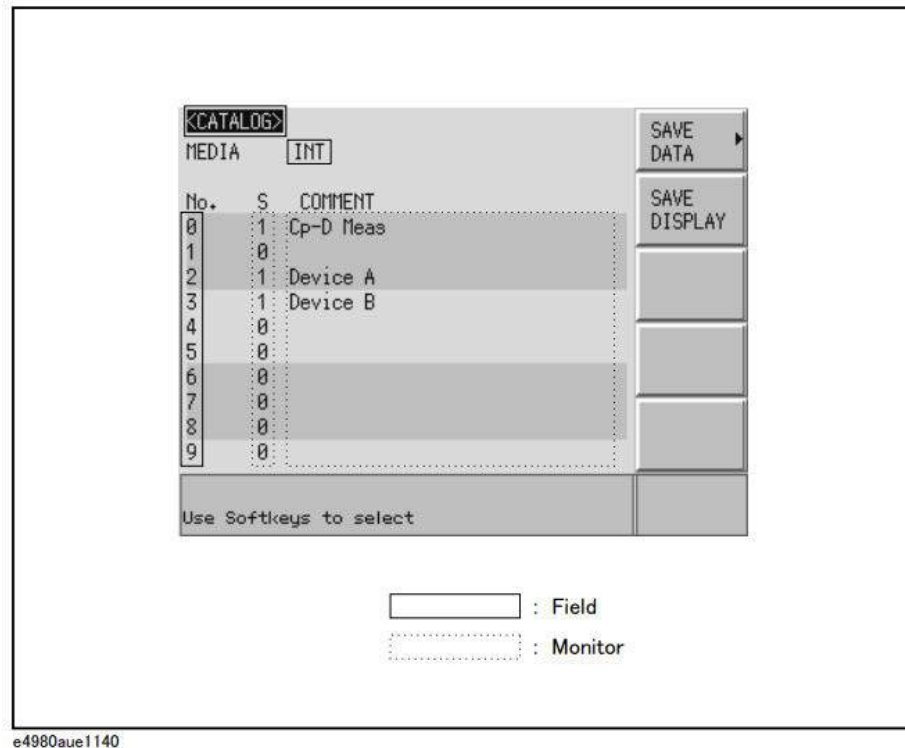 <CATALOG>
MEDIA INT
No. S COMMENT
0 1 Cp-D Meas
1 0
2 1 Device A
3 1 Device B
4 0
5 0
6 0
7 0
8 0
9 0
SAVE
DATA
SAVE
DISPLAY
Use Softkeys to select
: Field
: Monitor
e4980aue1140